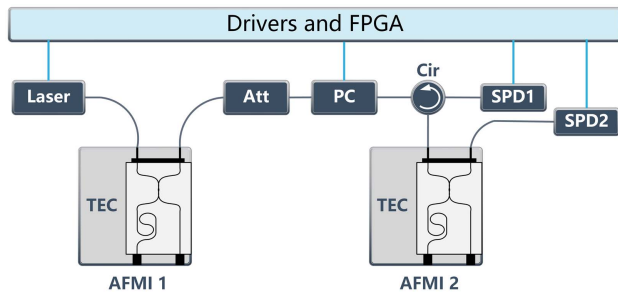 Drivers and FPGA
Cir
Laser
Att
PC
SPD1
SPD2
TEC
TEC
AFMI 1
AFMI 2